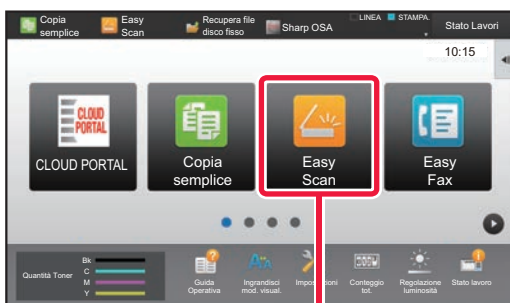 Copia
semplice
Easy
Scan
Recupera file
disco fisso
Sharp OSA
LINEA
STAMPA.
Stato Lavori
10:15
CLOUD
PORTAL
CLOUD PORTAL
Copia
semplice
Easy
Scan
Easy
Fax
Quantità Toner
Bk
C
M
Y
Guida
Operativa
Ingrandisci
mod. visual.
Conteggio
tot.
Regolazione
luminosità
Stato lavoro